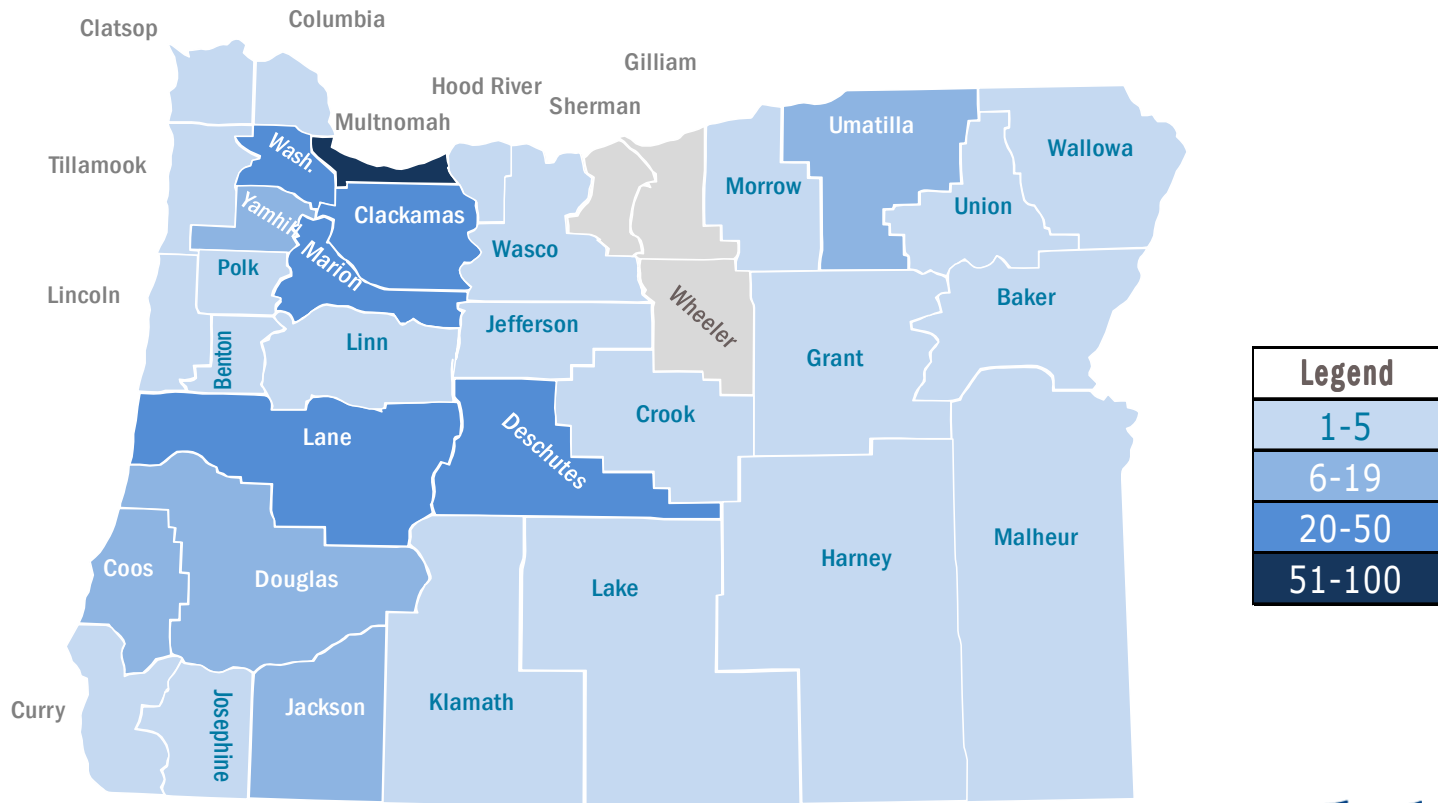 Columbia
Clatsop
Gilliam
Hood River
Sherman
Multnomah
Umatilla
Wash.
Wallowa
Tillamook
Morrow
Union
Yamhill
Clackamas
Wasco
Marion
Polk
Lincoln
Baker
Wheeler
Jefferson
Linn
Benton
Grant
Legend
1-5
Crook
Lane
Deschutes
6-19
20-50
Malheur
Harney
Coos
Douglas
Lake
51-100
Klamath
Jackson
Curry
Josephine